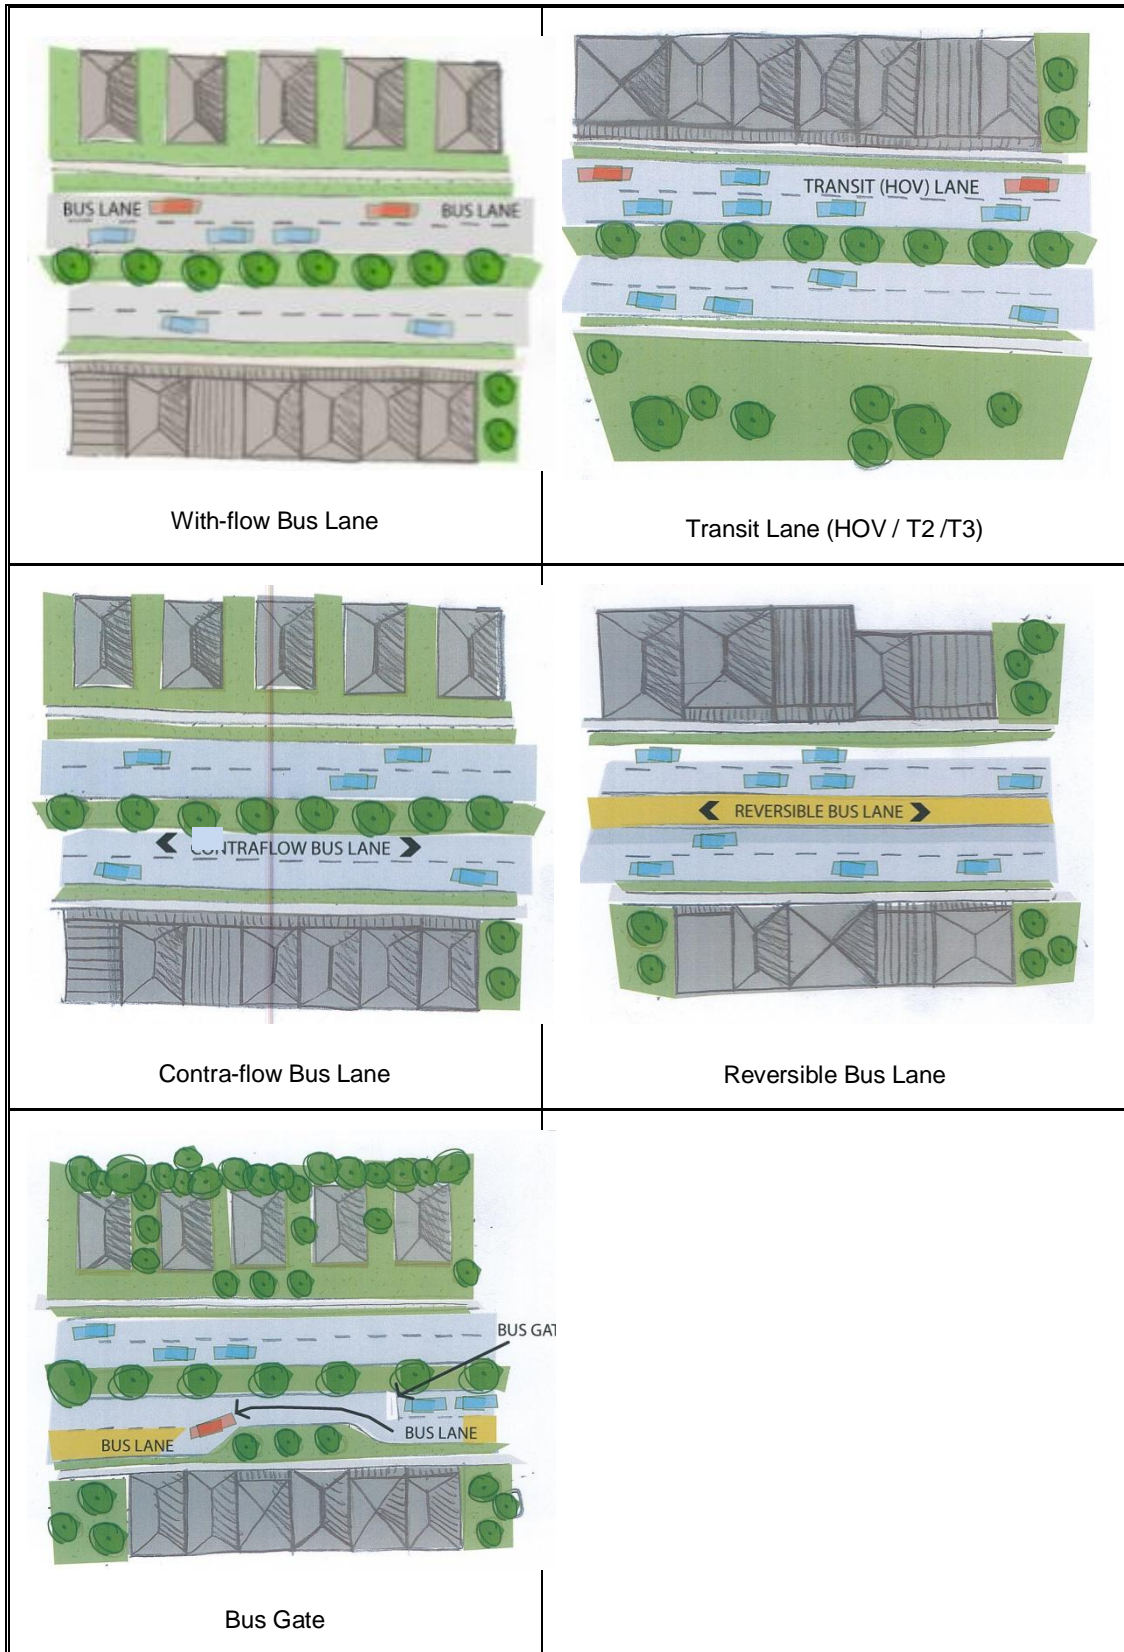 BUS LANE BUS LANE
With-flow Bus Lane
TRANSIT (HOV) LANE
Transit Lane (HOV / T2 /T3)
CONTRAFLOW BUS LANE
Contra-flow Bus Lane
REVERSIBLE BUS LANE
Reversible Bus Lane
BUS GAT
BUS LANE
BUS LANE
Bus Gate